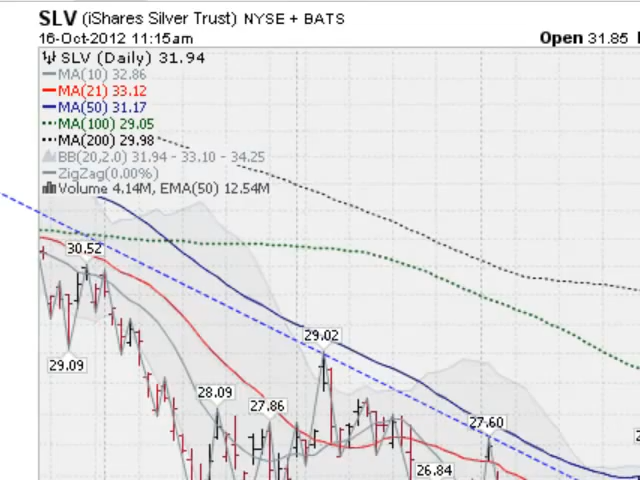 SLV (iShares Silver Trust) NYSE + BATS
16-Oct-2012 11:15am
Open 31.85
SLV (Daily) 31.94
MA(10) 32.86
MA(21) 33.12
MA(50) 31.17
MA(100) 29.05
MA(200) 29.98
BB(20,2.0) 31.94 - 33.10 - 34.25
ZigZag(0.00%)
Volume 4.14M, EMA(50) 12.54M
30.52
29.02
29.09
28.09
27.86
27.60
26.84